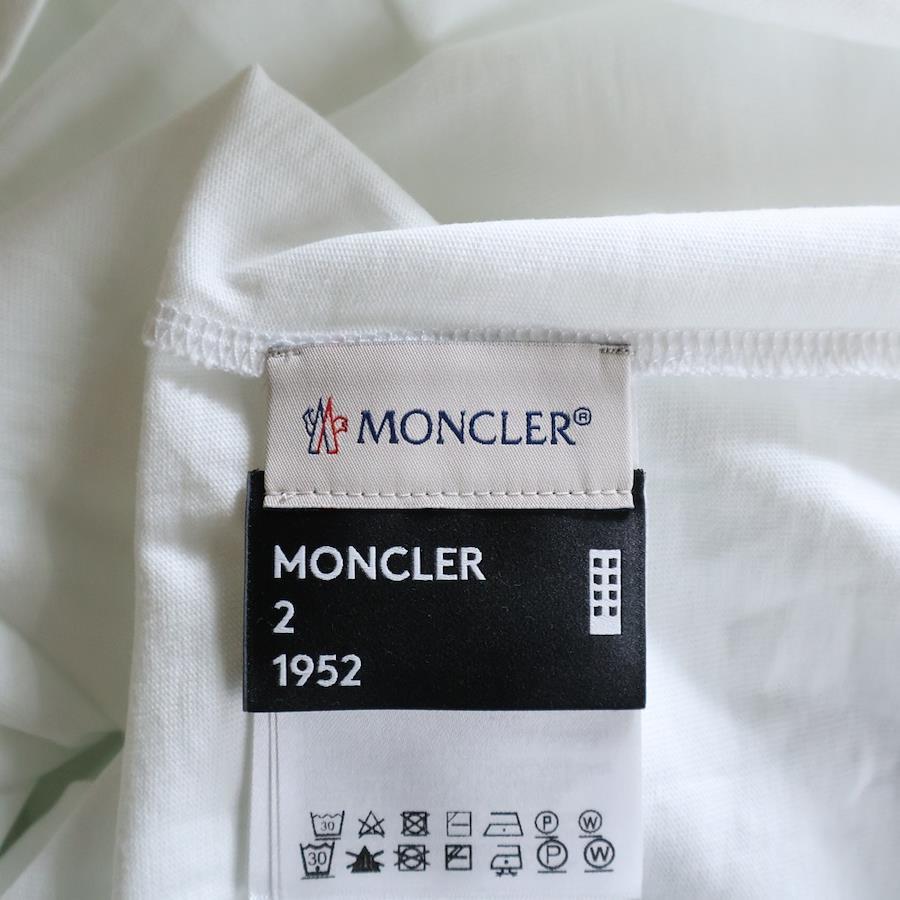 MONCLER®
MONCLER
2
1952
30 P W
30 P W